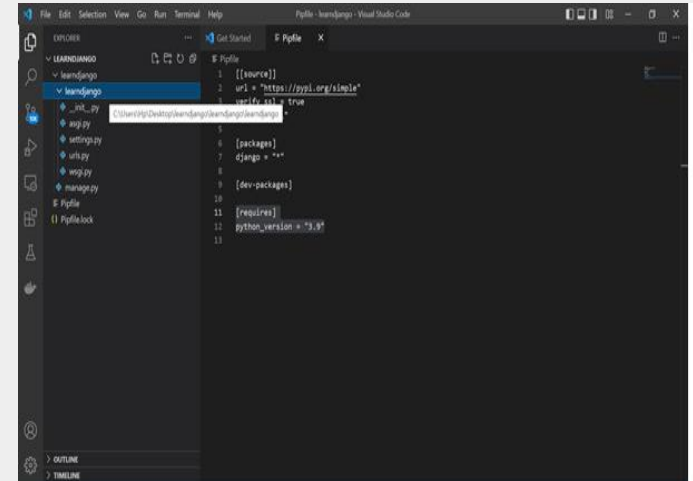 File Edit Selection View Go Run Terminal Help Pipfile - learndjango - Visual Studio Code
EXPLORER
Get Started
Pipfile X
LEARNDJANGO
learndjango
learndjango
__init__.py
asgi.py
settings.py
urls.py
wsgi.py
manage.py
Pipfile
{} Pipfile.lock
C:\Users\Hp\Desktop\learndjango\learndjango\learndjango
Pipfile
1 [[source]]
2 url = "https://pypi.org/simple"
verify_ssl = true
"
5
6 [packages]
7 django = "*"
8
9 [dev-packages]
10
11 [requires]
12 python_version = "3.9"
13
OUTLINE
TIMELINE